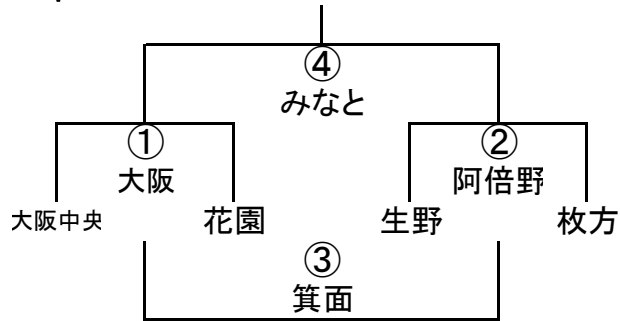 ④
みなと
① ②
大阪 阿倍野
大阪中央 花園 生野 枚方
③
箕面